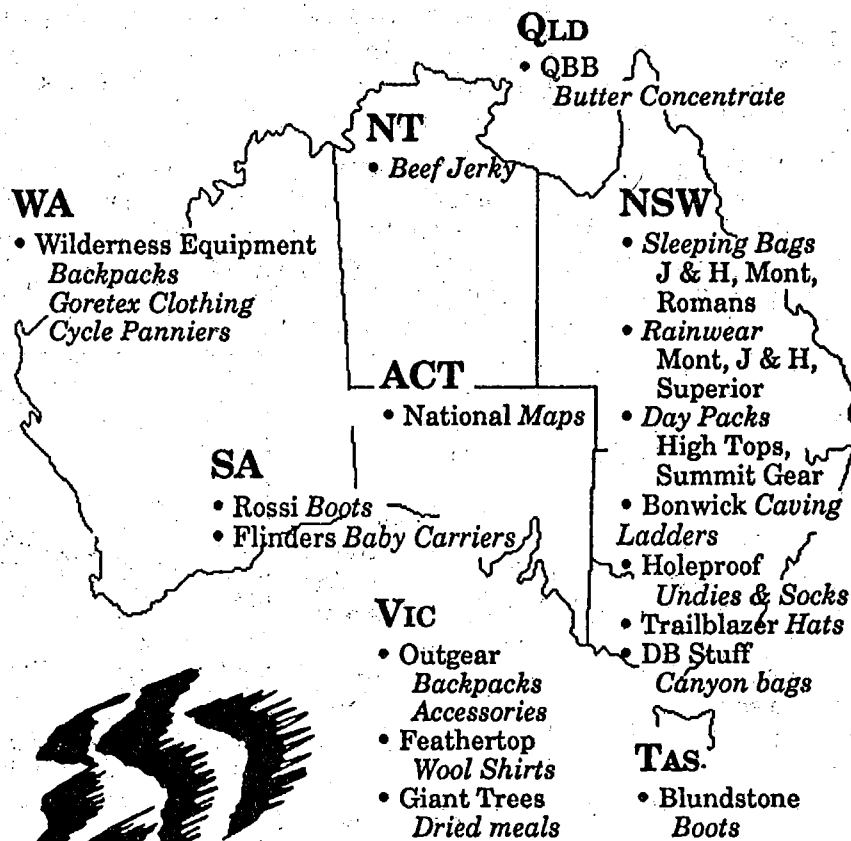 QLD
• QBB
Butter Concentrate
NT
• Beef Jerky
WA
• Wilderness Equipment
Backpacks
Goretex Clothing
Cycle Panniers
NSW
• Sleeping Bags
J & H, Mont,
Romans
• Rainwear
Mont, J & H,
Superior
• Day Packs
High Tops,
Summit Gear
• Bonwick Caving
Ladders
• Holeproof
Undies & Socks
• Trailblazer Hats
• DB Stuff
Canyon bags
ACT
• National Maps
SA
• Rossi Boots
• Flinders Baby Carriers
VIC
• Outgear
Backpacks
Accessories
• Feathertop
Wool Shirts
• Giant Trees
Dried meals
TAS.
• Blundstone
Boots